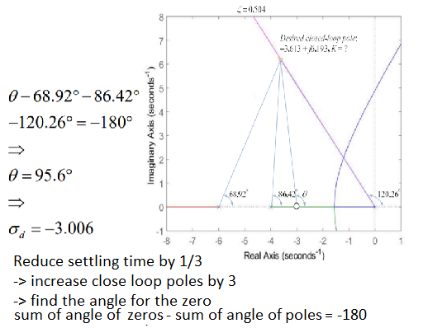 ζ=0.504
Desired closed-loop pole:
-3.613 + j6.193, K = ?
θ−68.92°−86.42°
−120.26° = −180°
⇒
θ = 95.6°
⇒
σd = −3.006
Imaginary Axis (seconds⁻¹)
8
7
6
5
4
3
2
1
0
-1
68.92°
86.42°
θ
120.26°
-8 -7 -6 -5 -4 -3 -2 -1 0 1
Real Axis (seconds⁻¹)
Reduce settling time by 1/3
-> increase close loop poles by 3
-> find the angle for the zero
sum of angle of zeros - sum of angle of poles = -180